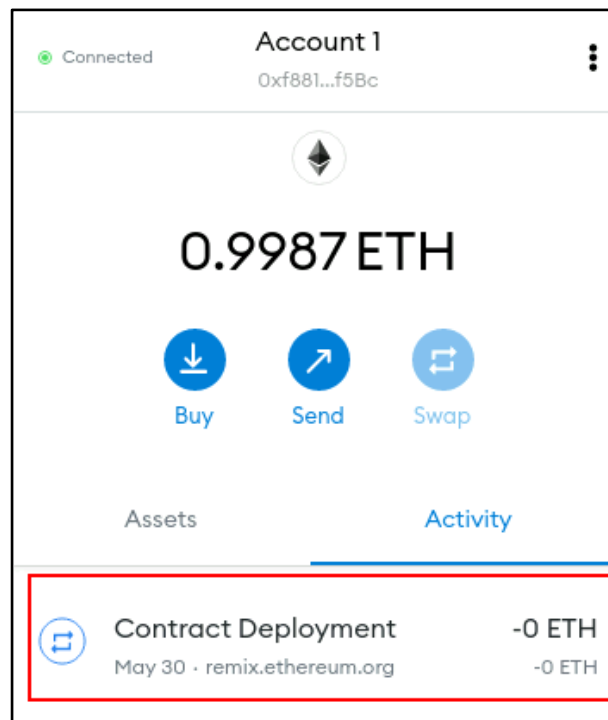 Connected
Account 1
0xf881...f5Bc
0.9987 ETH
Buy
Send
Swap
Assets
Activity
Contract Deployment
-0 ETH
May 30 · remix.ethereum.org
-0 ETH